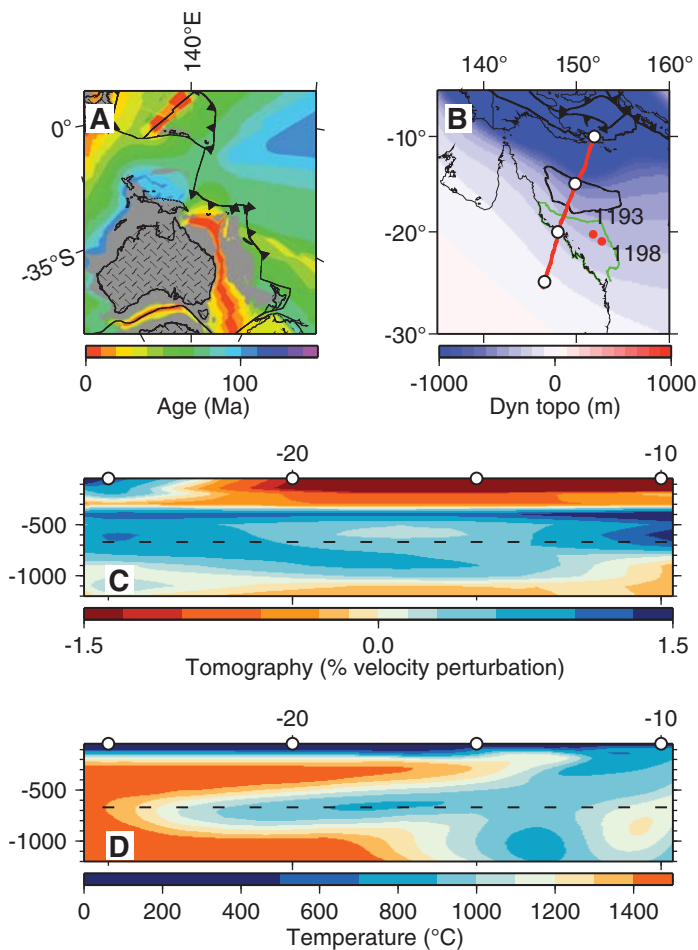 140°E
A
0°
-35°S
0 100
Age (Ma)
140° 150° 160°
B
-10°
-20°
-30°
1193
1198
-1000 0 1000
Dyn topo (m)
-20 -10
-500
-1000
C
-1.5 0.0 1.5
Tomography (% velocity perturbation)
-20 -10
-500
-1000
D
0 200 400 600 800 1000 1200 1400
Temperature (°C)